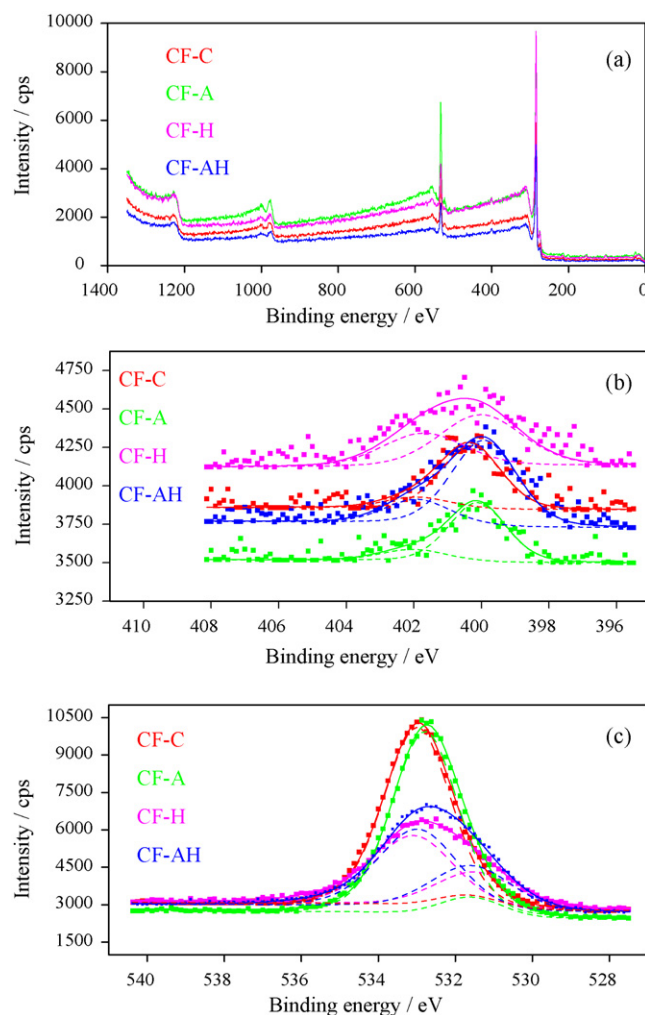 10000
(a)
CF-C
8000
CF-A
6000
CF-H
4000
CF-AH
2000
0
1400 1200 1000 800 600 400 200 0
Intensity / cps
Binding energy / eV
4750
CF-C
(b)
4500
CF-A
4250
CF-H
4000
CF-AH
3750
3500
3250
410 408 406 404 402 400 398 396
Intensity / cps
Binding energy / eV
10500
CF-C
(c)
9000
CF-A
7500
CF-H
6000
CF-AH
4500
3000
1500
540 538 536 534 532 530 528
Intensity / cps
Binding energy / eV